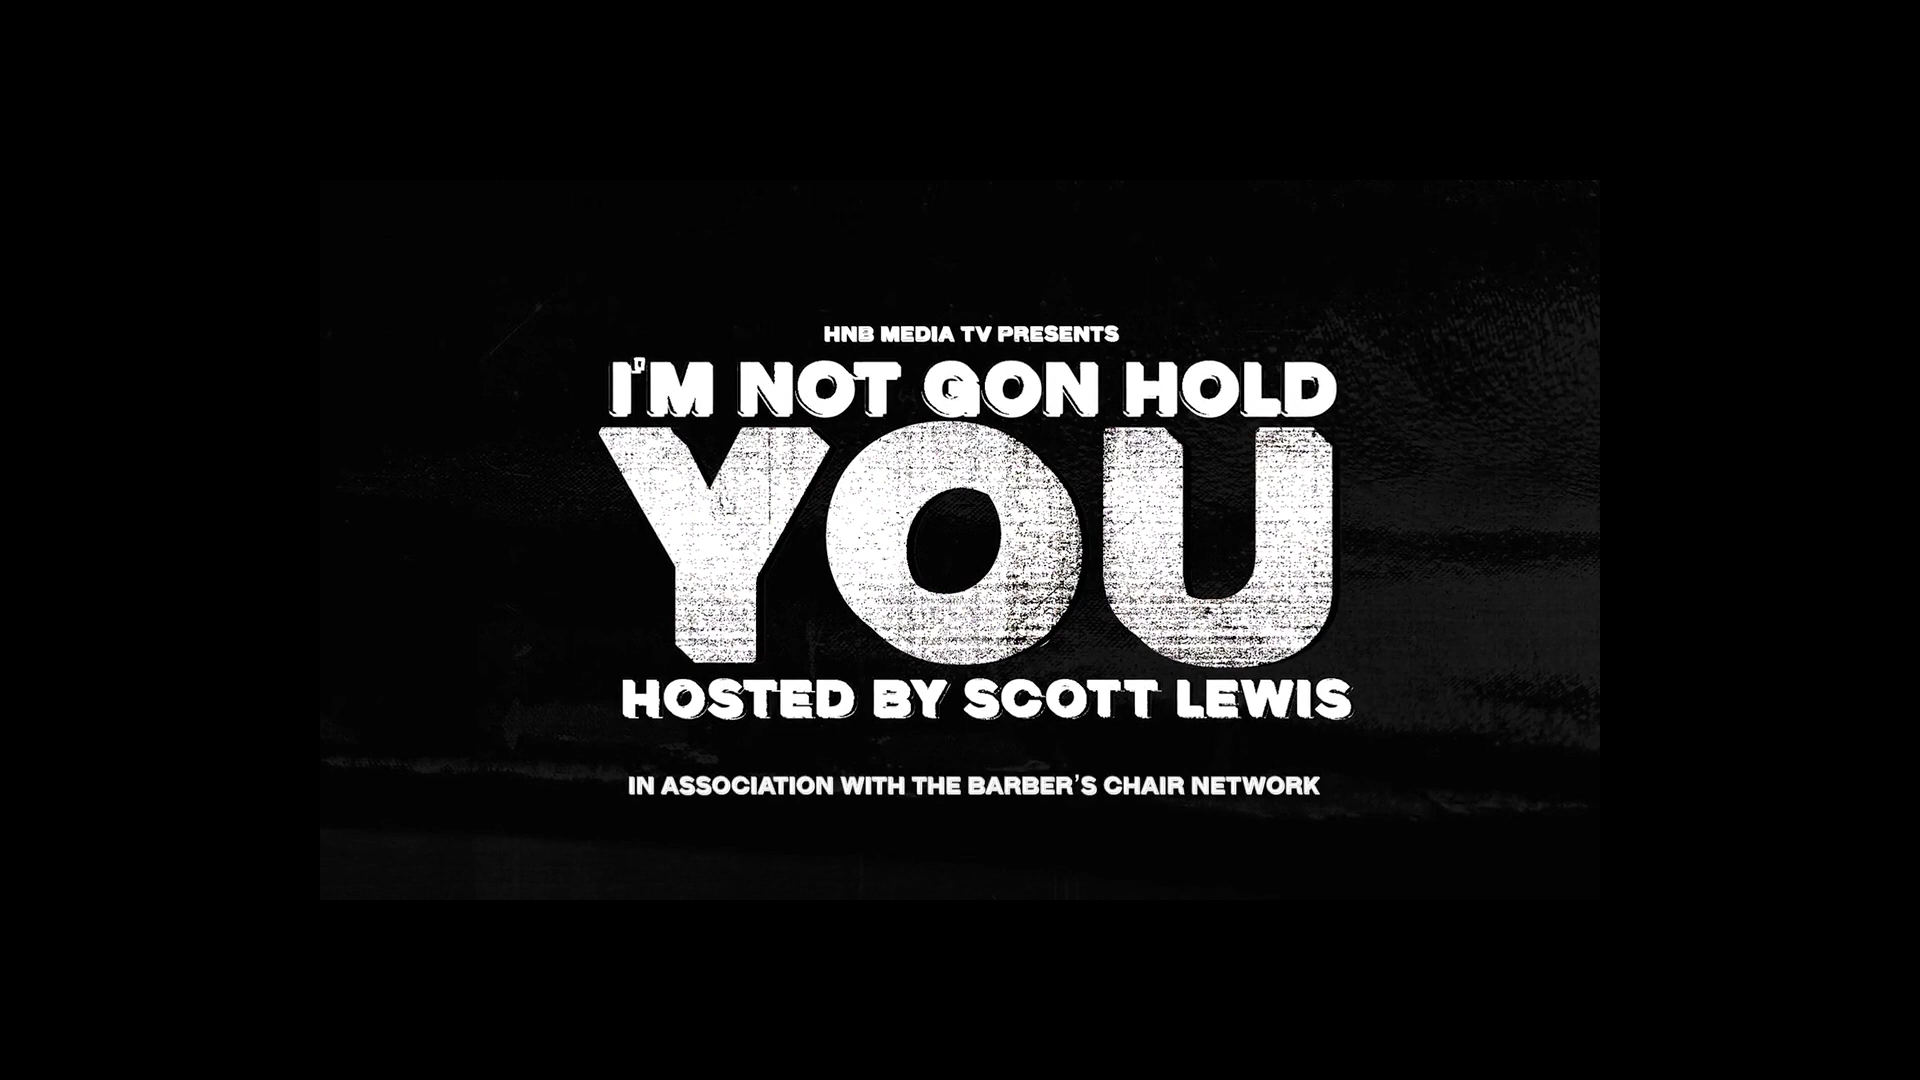 HNB MEDIA TV PRESENTS
I'M NOT GON HOLD
YOU
HOSTED BY SCOTT LEWIS
IN ASSOCIATION WITH THE BARBER'S CHAIR NETWORK